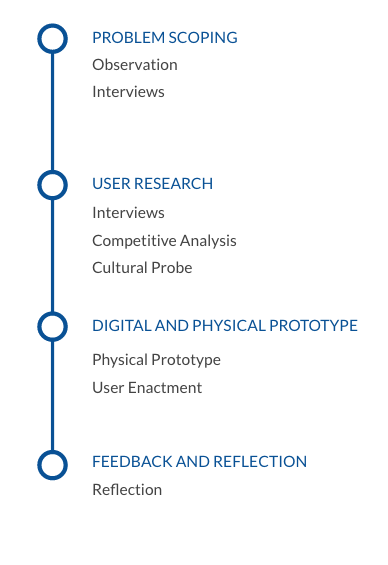 PROBLEM SCOPING
Observation
Interviews
USER RESEARCH
Interviews
Competitive Analysis
Cultural Probe
DIGITAL AND PHYSICAL PROTOTYPE
Physical Prototype
User Enactment
FEEDBACK AND REFLECTION
Reflection